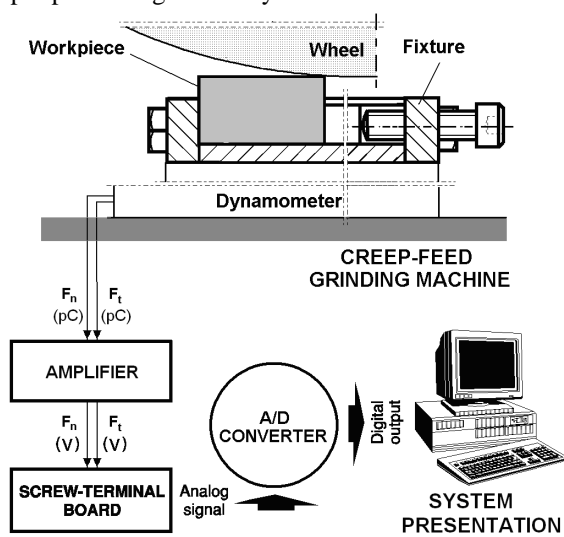 Workpiece
Wheel
Fixture
Dynamometer
CREEP-FEED
GRINDING MACHINE
Fn Ft
(pC) (pC)
AMPLIFIER
Fn Ft
(V) (V)
SCREW-TERMINAL
BOARD
Analog
signal
A/D
CONVERTER
Digital
output
SYSTEM
PRESENTATION